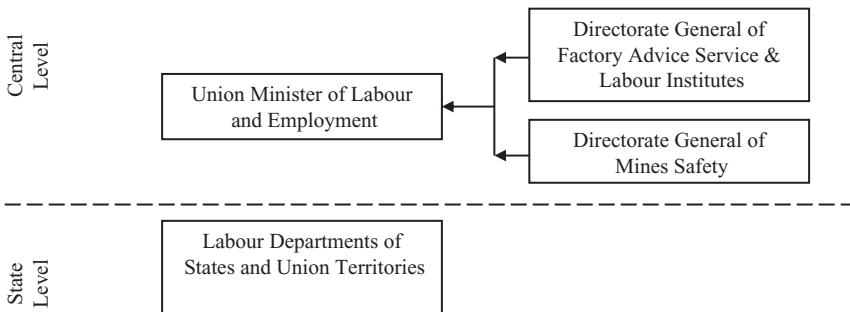 Central
Level
Union Minister of Labour
and Employment
Directorate General of
Factory Advice Service &
Labour Institutes
Directorate General of
Mines Safety
State
Level
Labour Departments of
States and Union Territories